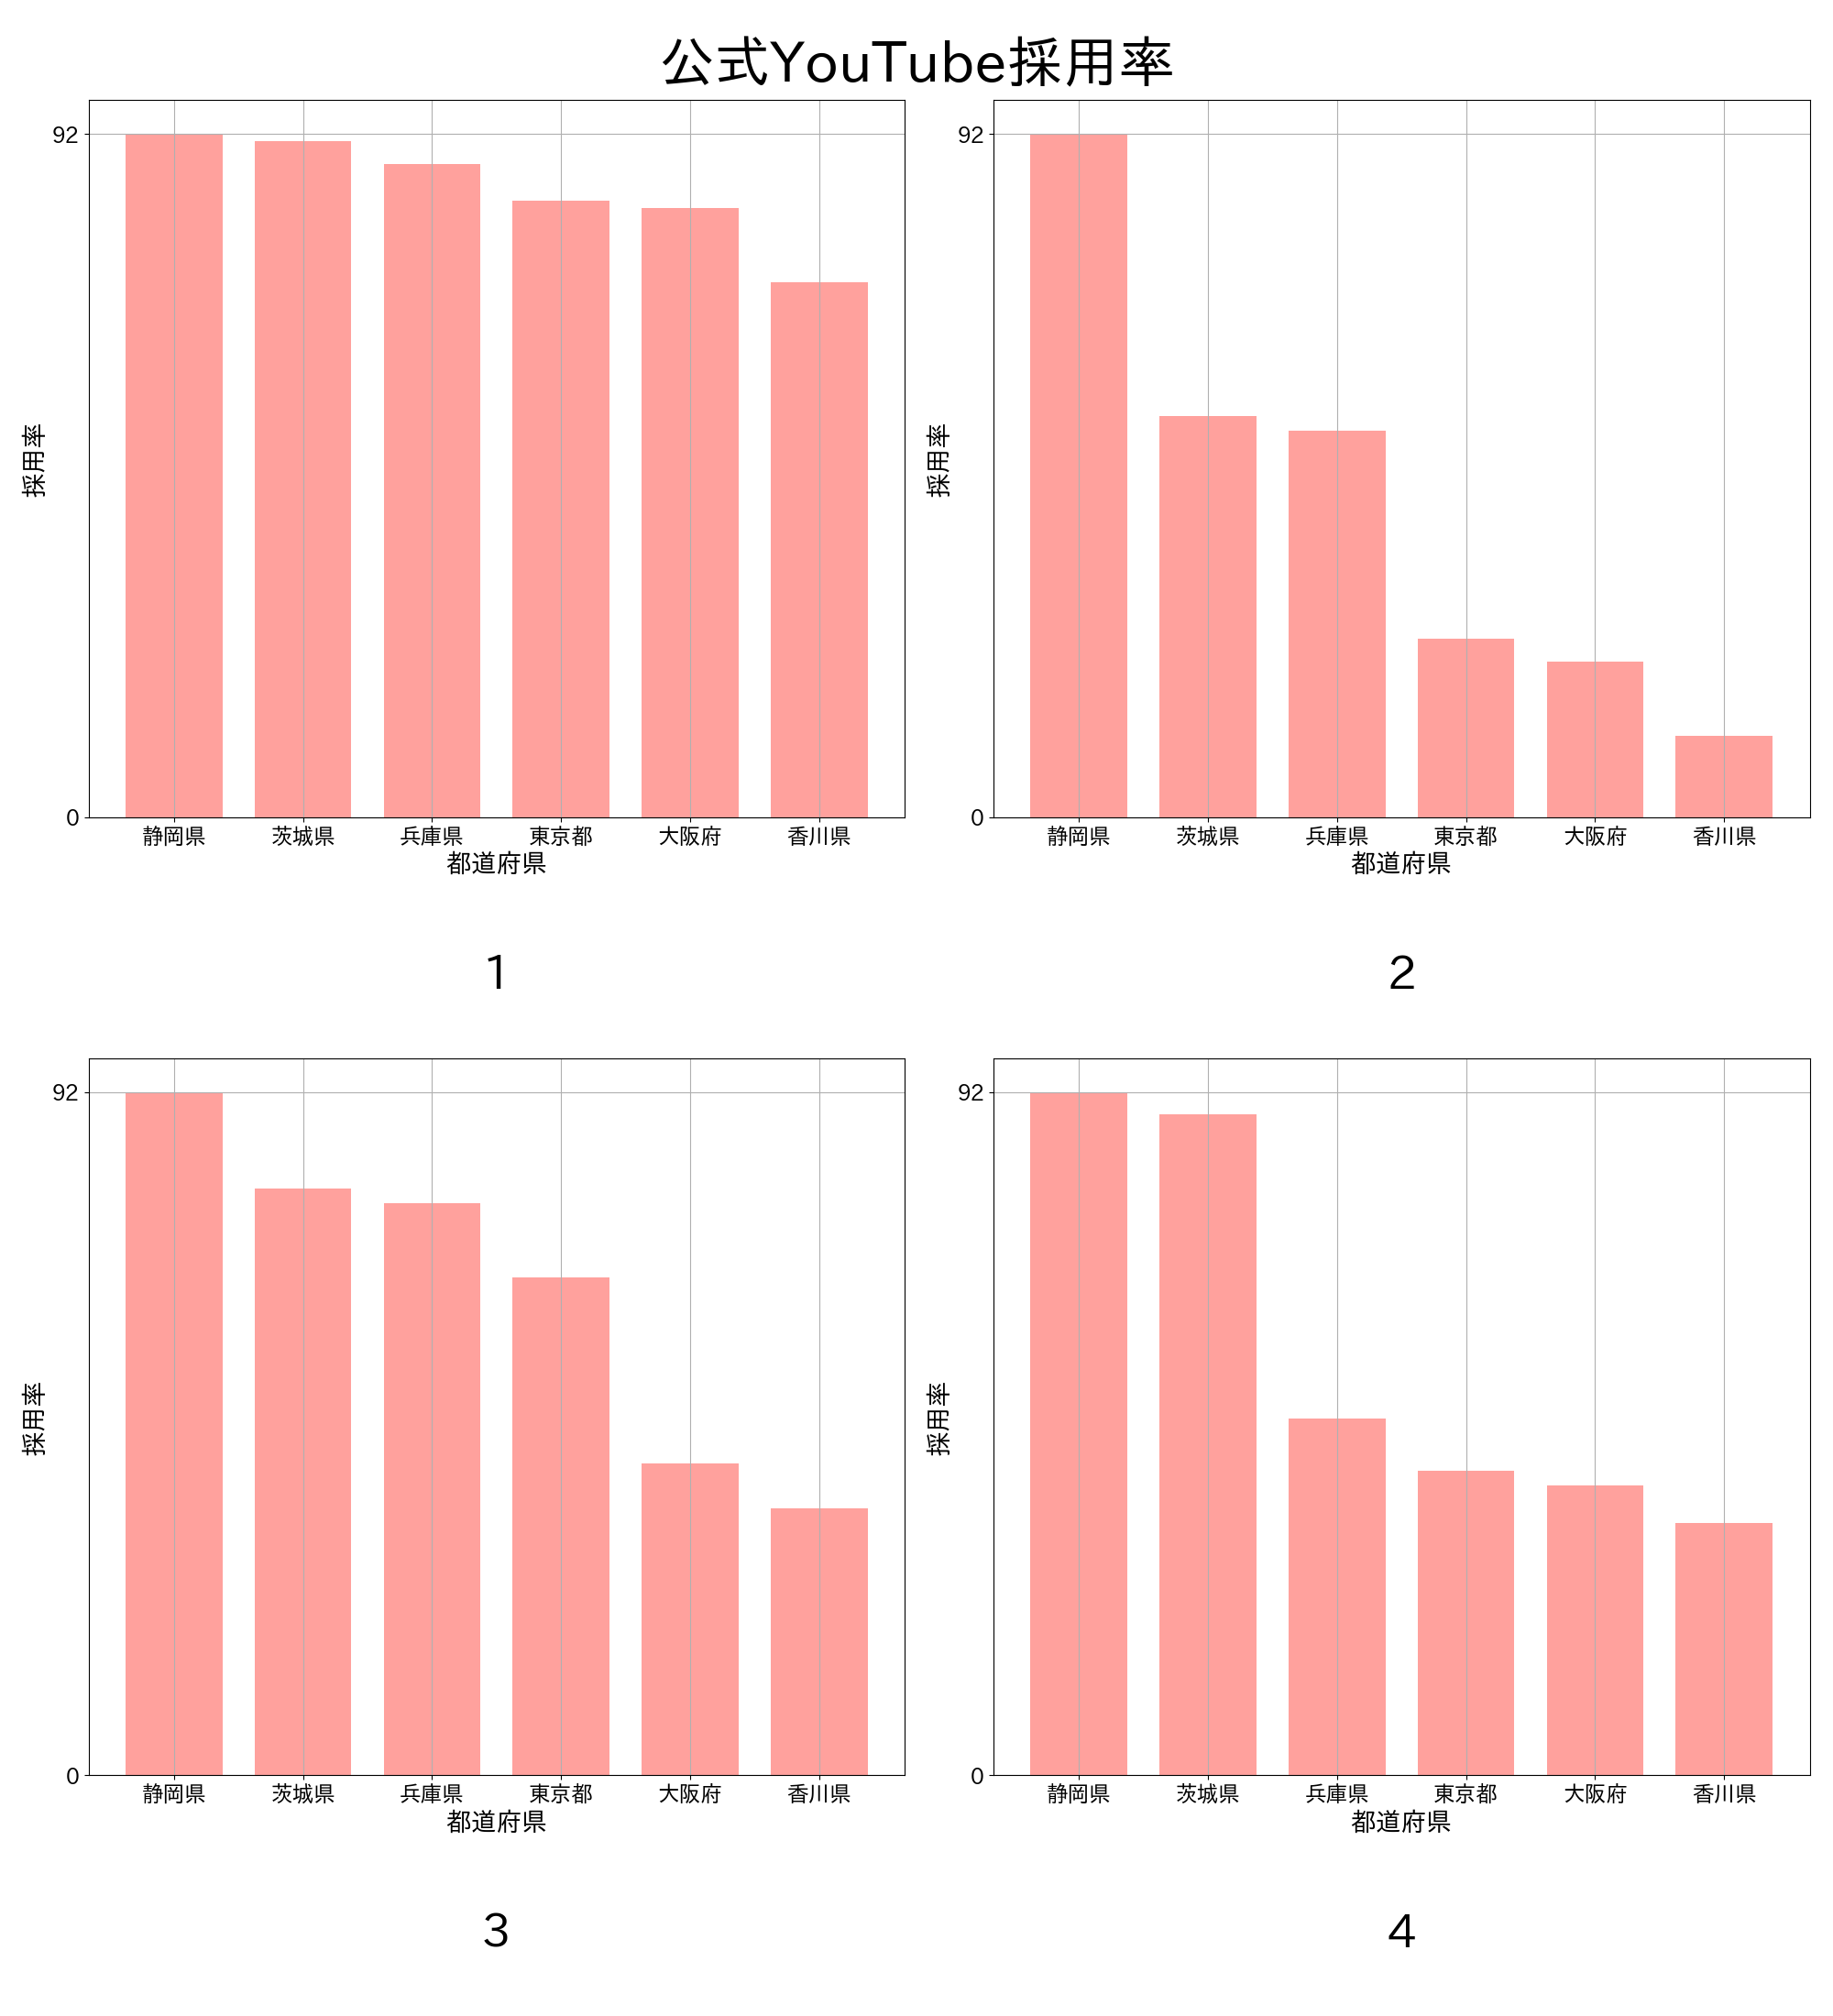 公式YouTube採用率
92
0
採用率
静岡県 茨城県 兵庫県 東京都 大阪府 香川県
都道府県
1
92
0
採用率
静岡県 茨城県 兵庫県 東京都 大阪府 香川県
都道府県
2
92
0
採用率
静岡県 茨城県 兵庫県 東京都 大阪府 香川県
都道府県
3
92
0
採用率
静岡県 茨城県 兵庫県 東京都 大阪府 香川県
都道府県
4